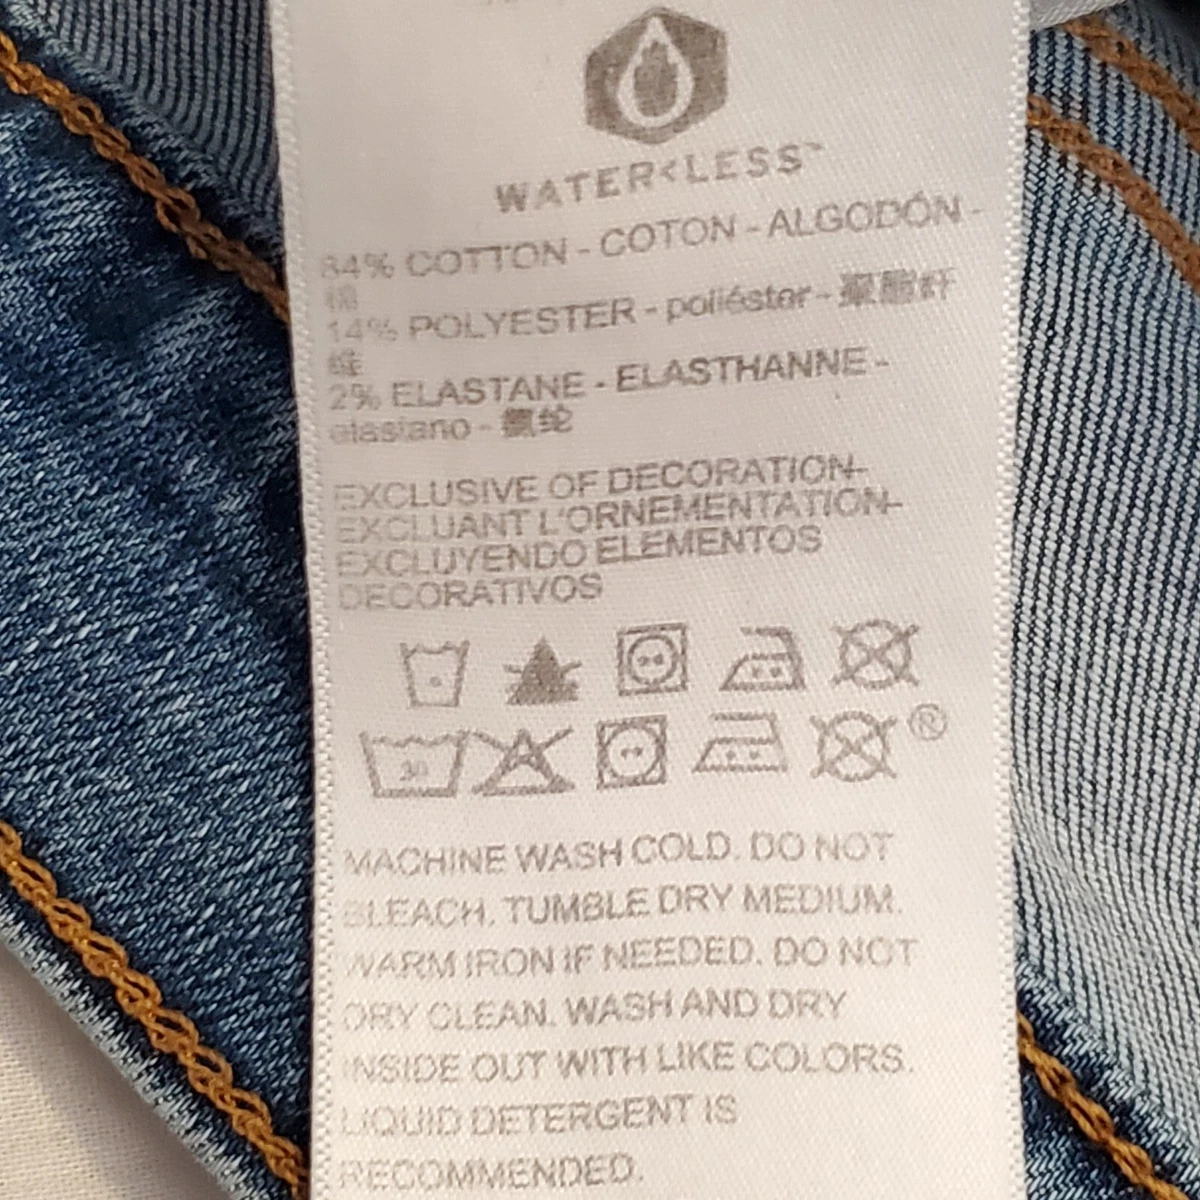 WATER<LESS™
84% COTTON - COTON - ALGODÓN -
棉
14% POLYESTER - poliéster - 聚酯纤
维
2% ELASTANE - ELASTHANNE -
elastano - 氨纶
EXCLUSIVE OF DECORATION-
EXCLUANT L'ORNEMENTATION-
EXCLUYENDO ELEMENTOS
DECORATIVOS
30
®
MACHINE WASH COLD. DO NOT
BLEACH. TUMBLE DRY MEDIUM.
WARM IRON IF NEEDED. DO NOT
DRY CLEAN. WASH AND DRY
INSIDE OUT WITH LIKE COLORS.
LIQUID DETERGENT IS
RECOMMENDED.